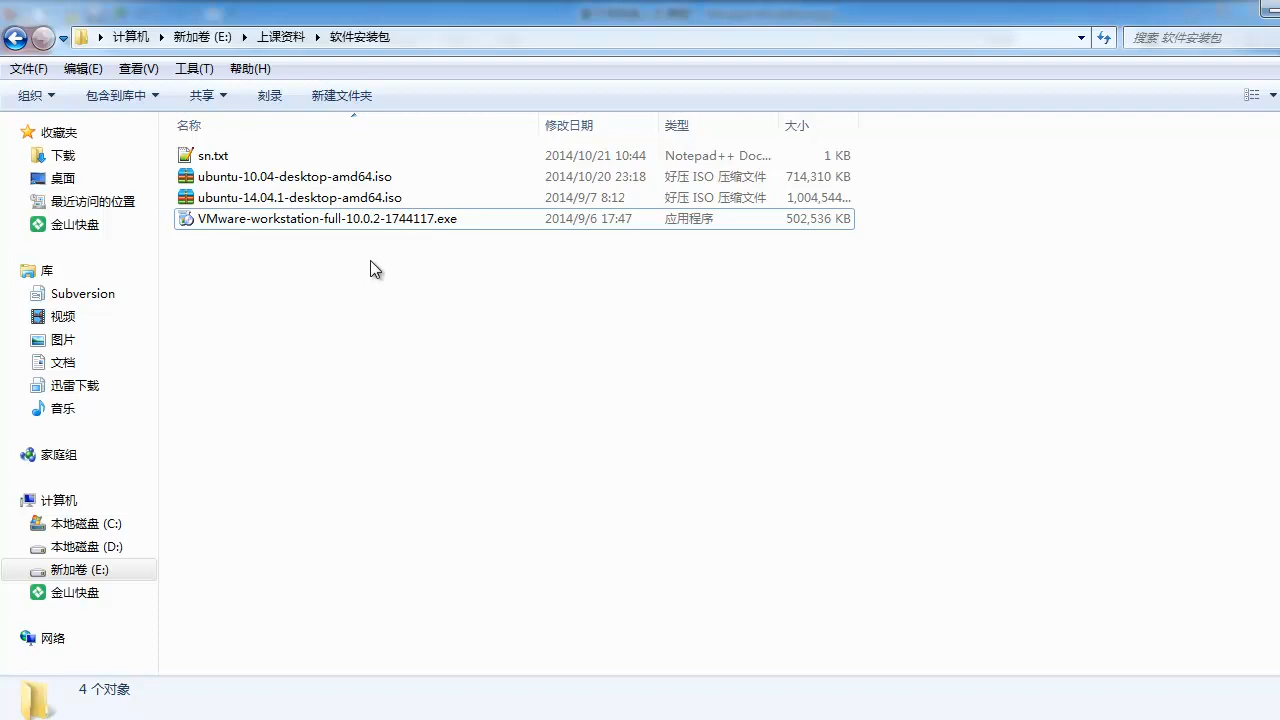 计算机 新加卷 (E:) 上课资料 软件安装包 搜索 软件安装包
文件(F) 编辑(E) 查看(V) 工具(T) 帮助(H)
组织 包含到库中 共享 刻录 新建文件夹
名称 修改日期 类型 大小
sn.txt 2014/10/21 10:44 Notepad++ Doc... 1 KB
ubuntu-10.04-desktop-amd64.iso 2014/10/20 23:18 好压 ISO 压缩文件 714,310 KB
ubuntu-14.04.1-desktop-amd64.iso 2014/9/7 8:12 好压 ISO 压缩文件 1,004,544...
VMware-workstation-full-10.0.2-1744117.exe 2014/9/6 17:47 应用程序 502,536 KB
收藏夹
下载
桌面
最近访问的位置
金山快盘
库
Subversion
视频
图片
文档
迅雷下载
音乐
家庭组
计算机
本地磁盘 (C:)
本地磁盘 (D:)
新加卷 (E:)
金山快盘
网络
4 个对象